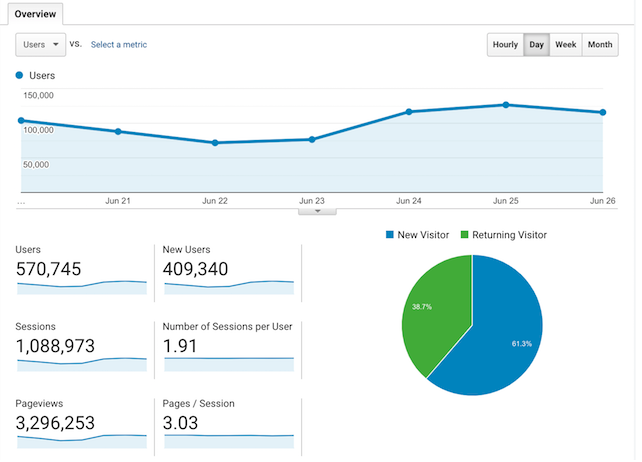 Overview
Users vs. Select a metric Hourly Day Week Month
Users
150,000
100,000
50,000
... Jun 21 Jun 22 Jun 23 Jun 24 Jun 25 Jun 26
New Visitor Returning Visitor
Users New Users
570,745 409,340
38.7%
61.3%
Sessions Number of Sessions per User
1,088,973 1.91
Pageviews Pages / Session
3,296,253 3.03